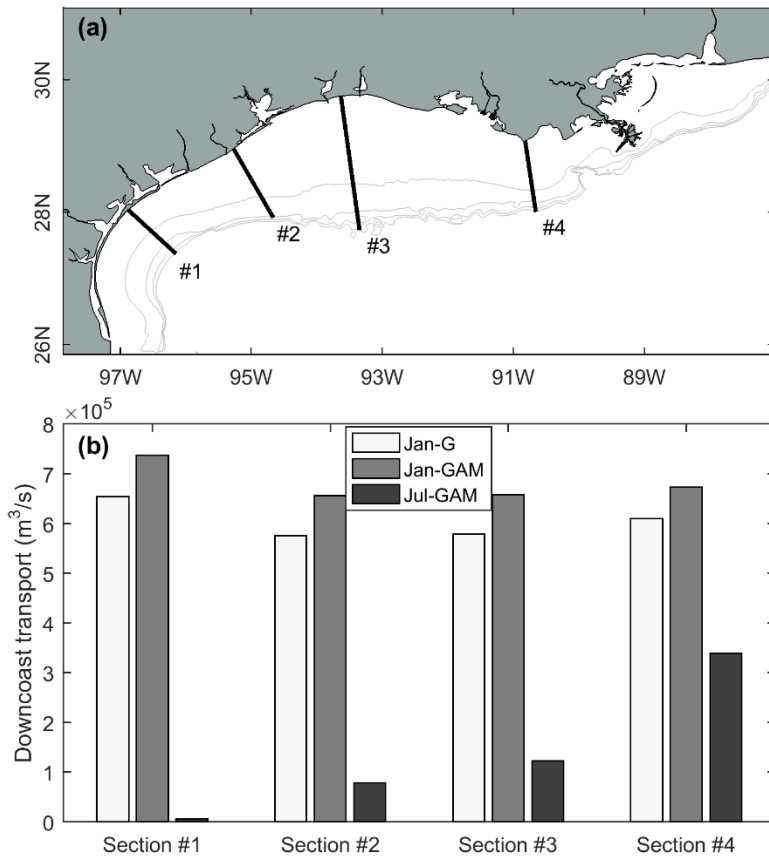 (a)
30N
28N
26N
#1
#2
#3
#4
97W 95W 93W 91W 89W
×10⁵
(b)
Downcoast transport (m³/s)
8
7
6
5
4
3
2
1
0
Jan-G
Jan-GAM
Jul-GAM
Section #1 Section #2 Section #3 Section #4